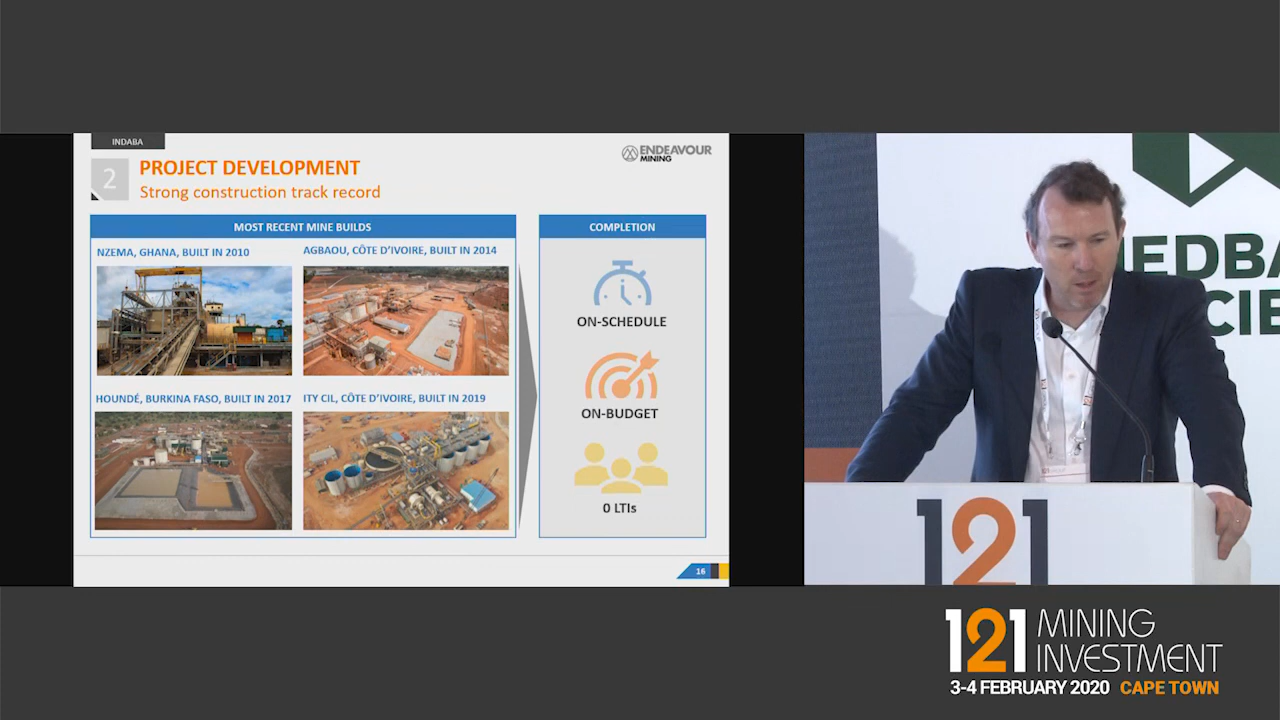 INDABA
2
PROJECT DEVELOPMENT
Strong construction track record
ENDEAVOUR
MINING
MOST RECENT MINE BUILDS
NZEMA, GHANA, BUILT IN 2010
AGBAOU, CÔTE D'IVOIRE, BUILT IN 2014
HOUNDÉ, BURKINA FASO, BUILT IN 2017
ITY CIL, CÔTE D'IVOIRE, BUILT IN 2019
COMPLETION
ON-SCHEDULE
ON-BUDGET
0 LTIs
16
121
121
MINING
INVESTMENT
3-4 FEBRUARY 2020 CAPE TOWN